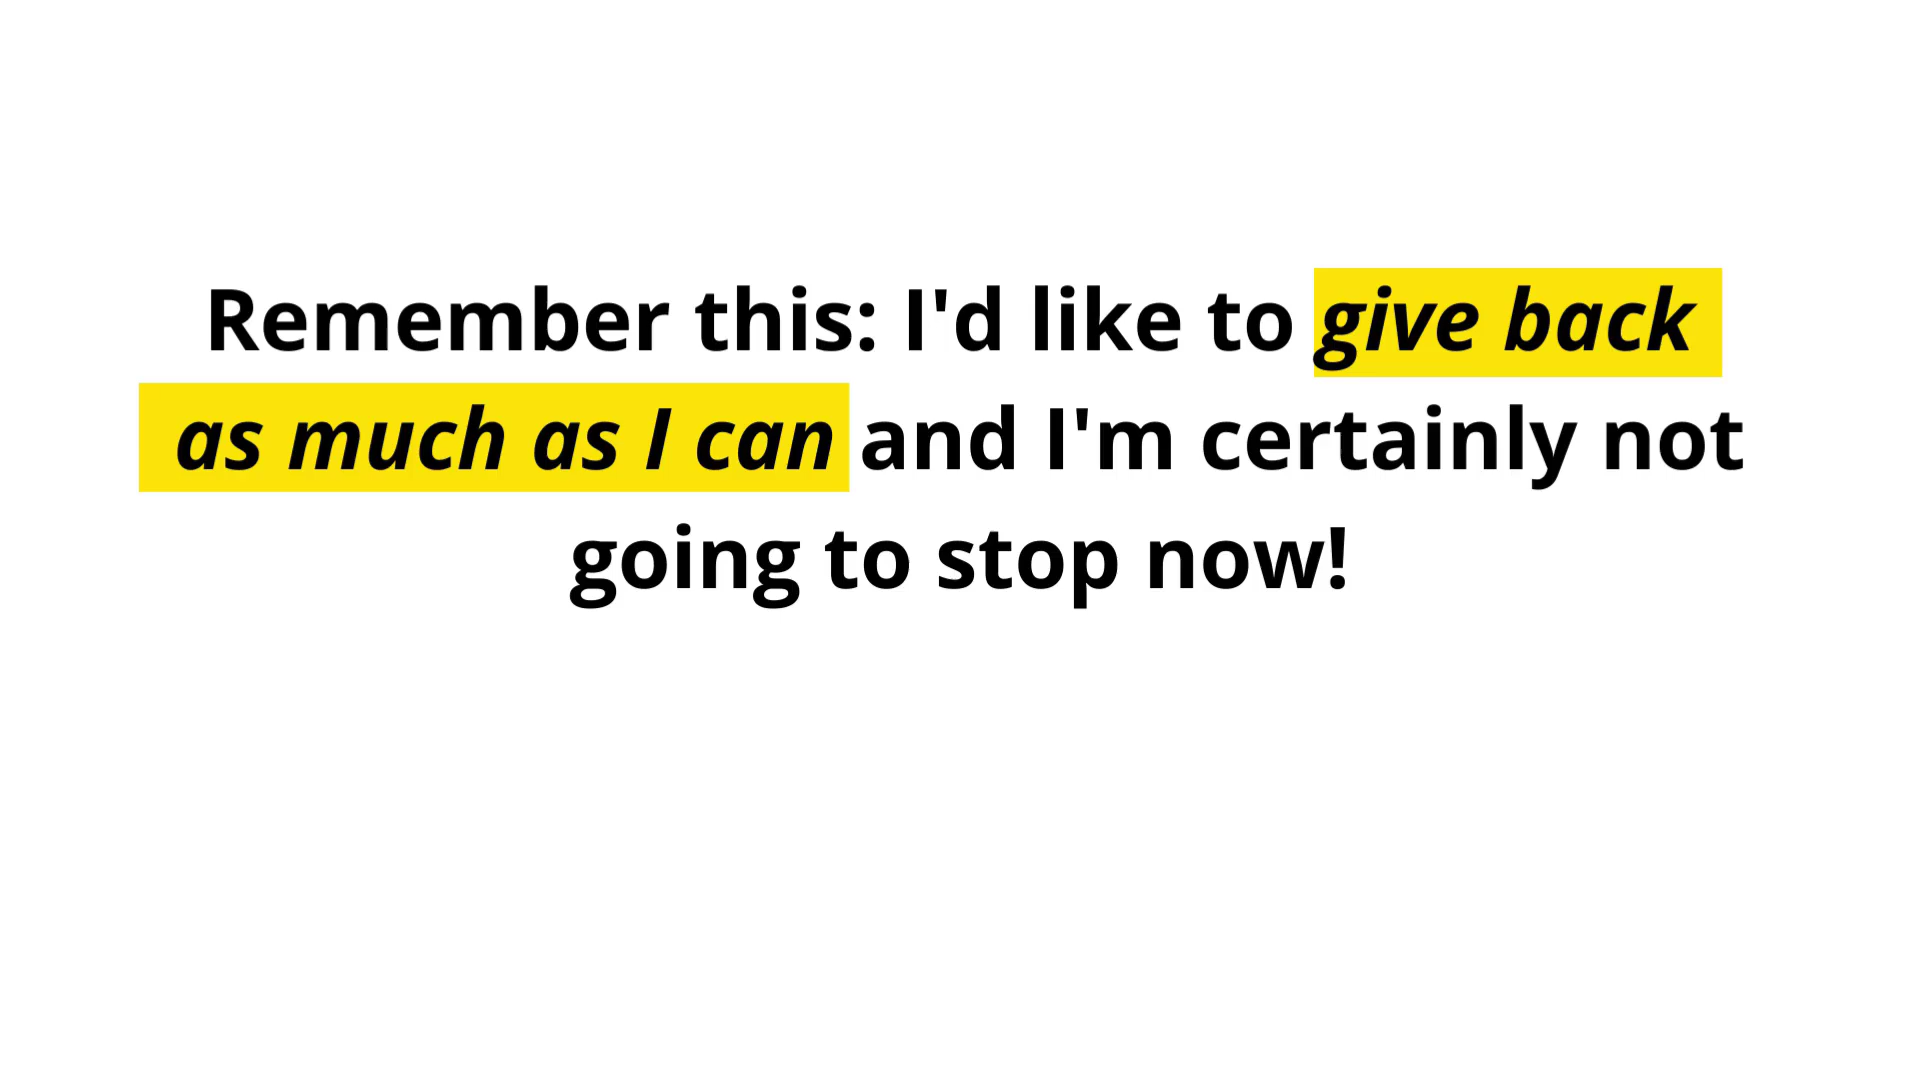 Remember this: I'd like to give back
as much as I can and I'm certainly not
going to stop now!